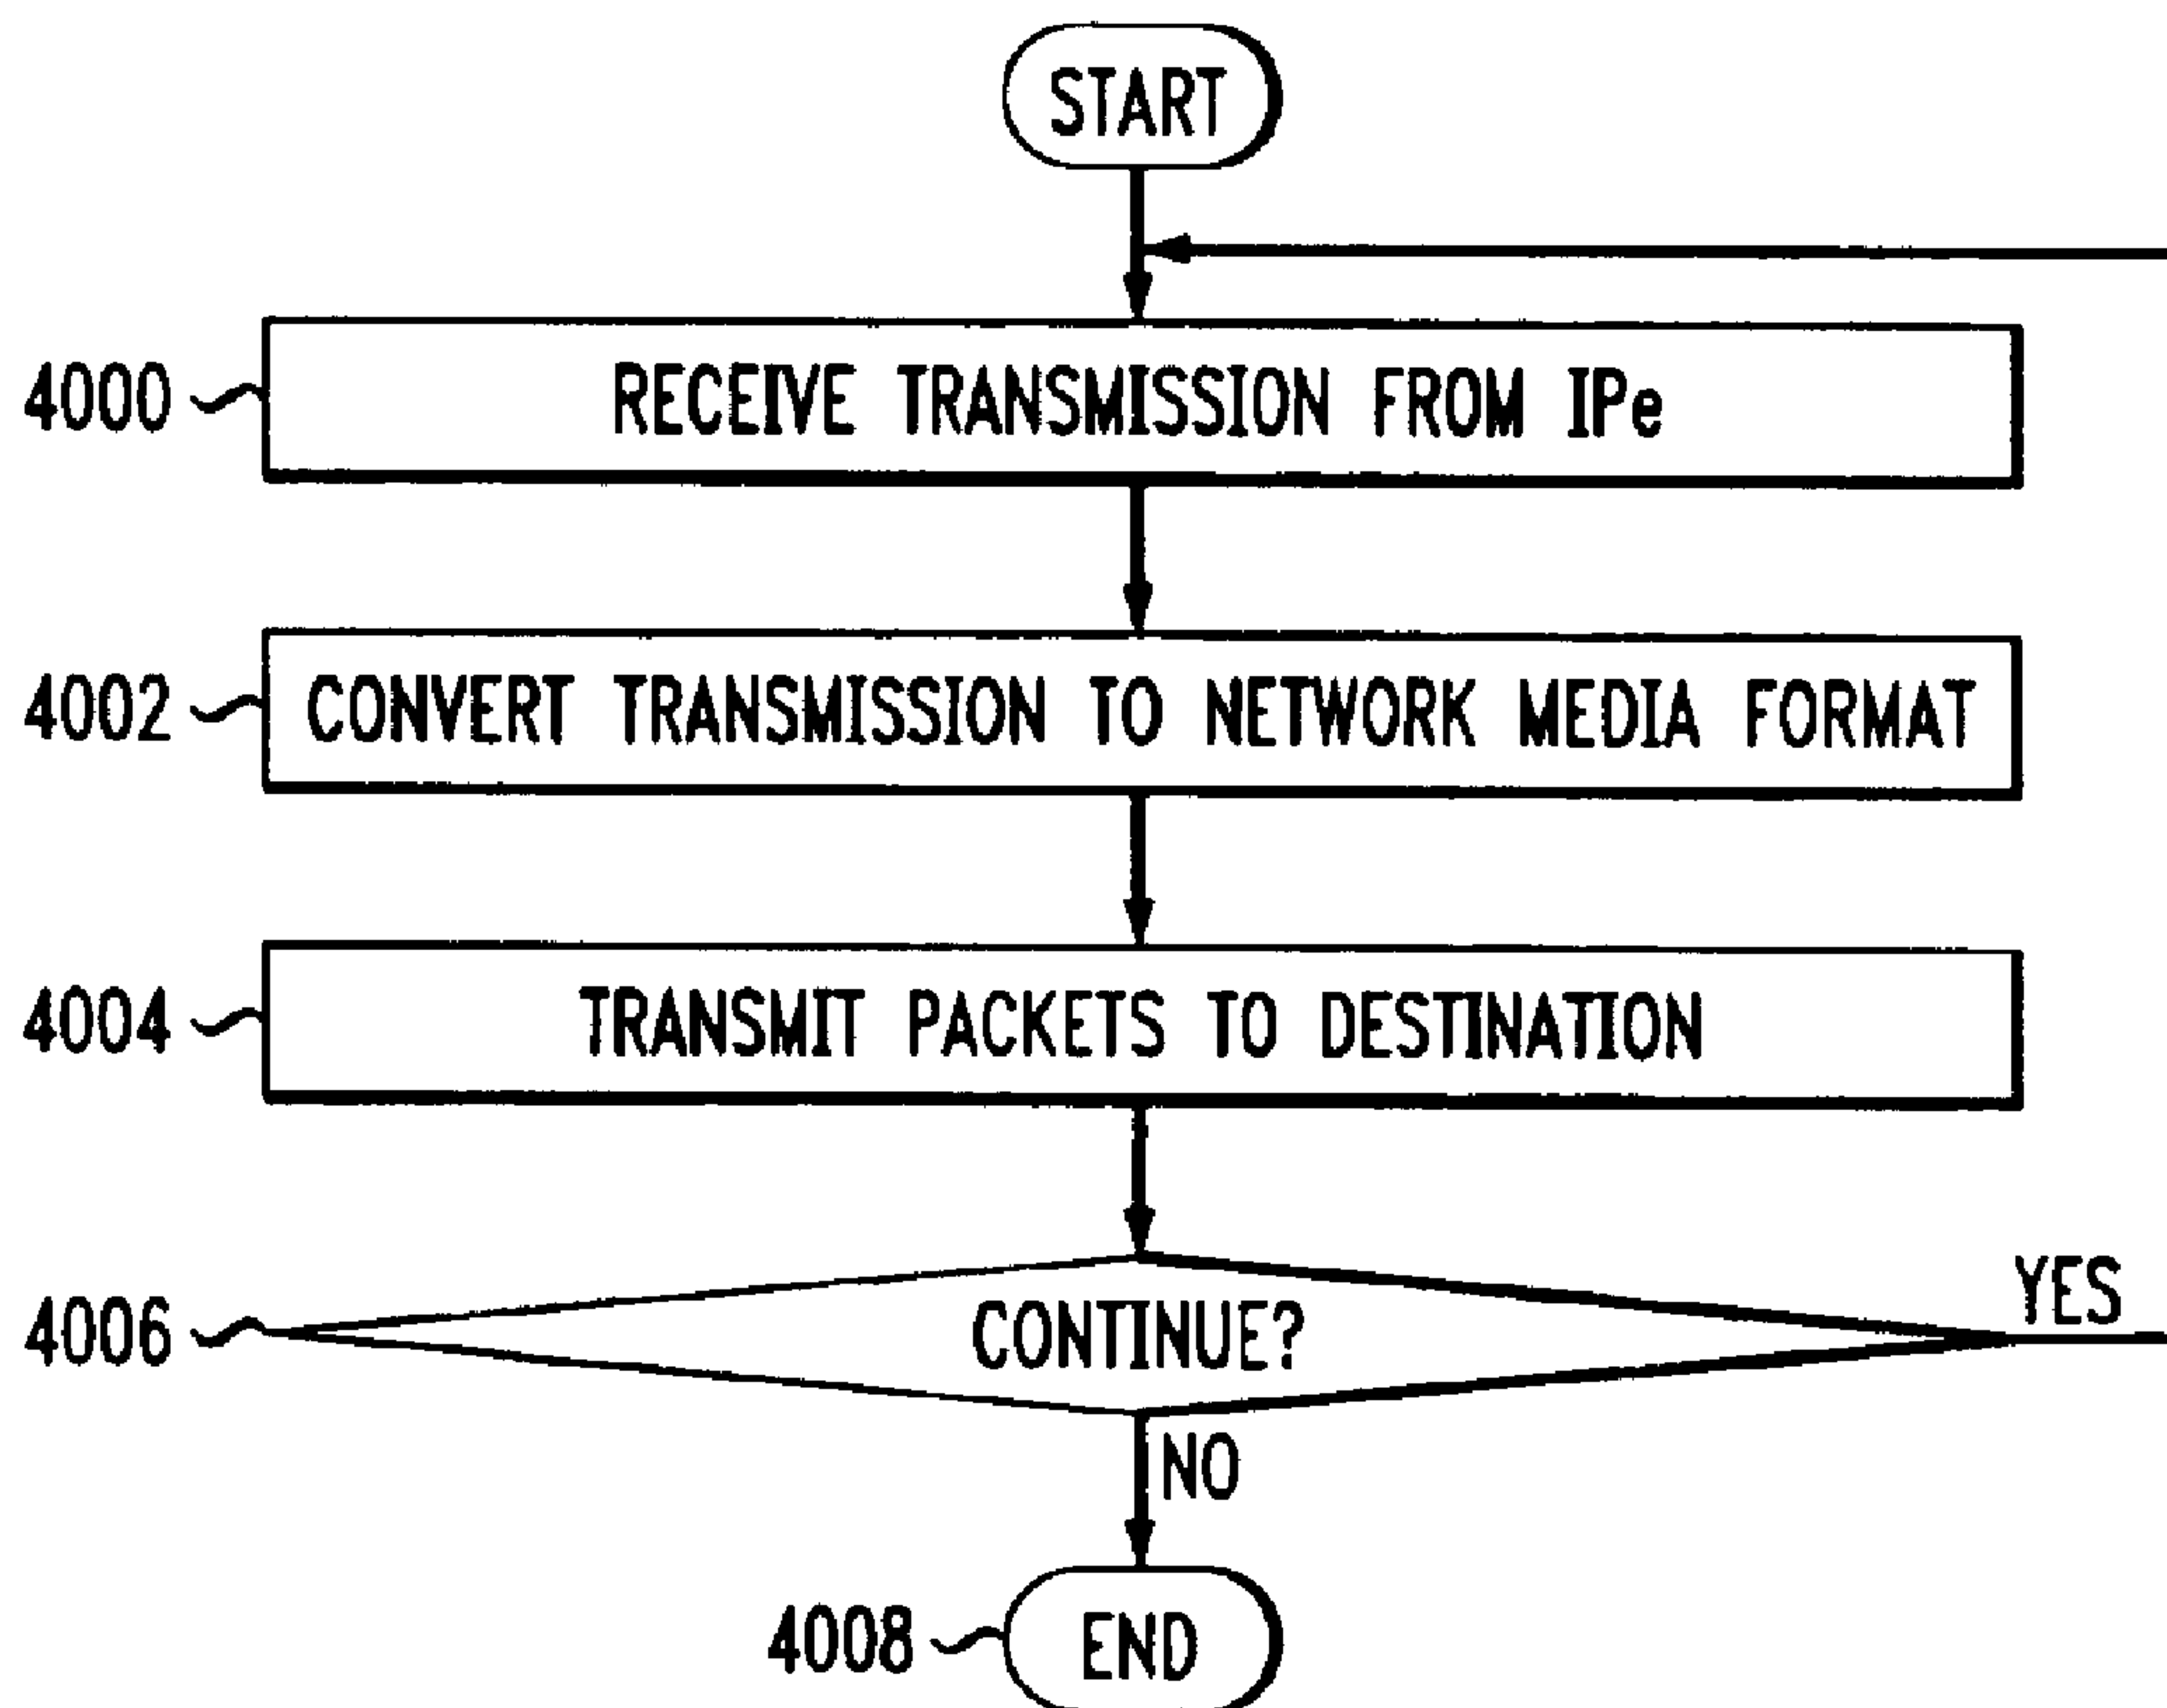 START
4000 RECEIVE TRANSMISSION FROM IPe
4002 CONVERT TRANSMISSION TO NETWORK MEDIA FORMAT
4004 TRANSMIT PACKETS TO DESTINATION
YES
4006 CONTINUE?
NO
4008 END